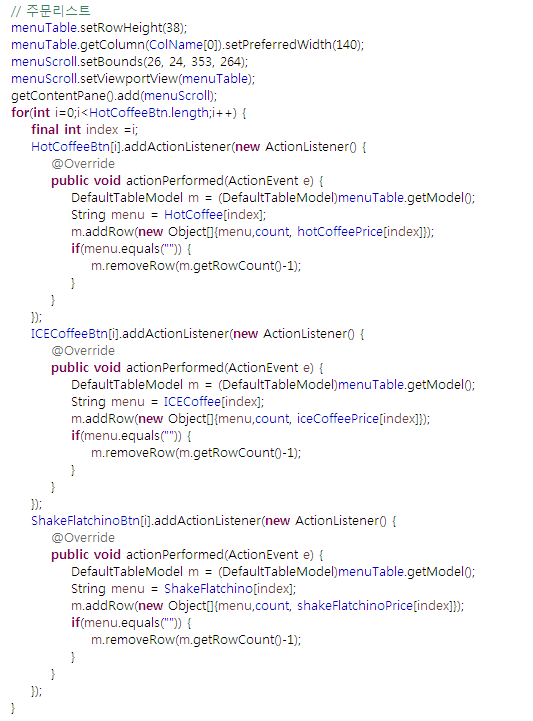 // 주문리스트
menuTable.setRowHeight(38);
menuTable.getColumn(ColName[0]).setPreferredWidth(140);
menuScroll.setBounds(26, 24, 353, 264);
menuScroll.setViewportView(menuTable);
getContentPane().add(menuScroll);
for(int i=0;i<HotCoffeeBtn.length;i++) {
final int index =i;
HotCoffeeBtn[i].addActionListener(new ActionListener() {
@Override
public void actionPerformed(ActionEvent e) {
DefaultTableModel m = (DefaultTableModel)menuTable.getModel();
String menu = HotCoffee[index];
m.addRow(new Object[]{menu,count, hotCoffeePrice[index]});
if(menu.equals("")) {
m.removeRow(m.getRowCount()-1);
}
}
});
ICECoffeeBtn[i].addActionListener(new ActionListener() {
@Override
public void actionPerformed(ActionEvent e) {
DefaultTableModel m = (DefaultTableModel)menuTable.getModel();
String menu = ICECoffee[index];
m.addRow(new Object[]{menu,count, iceCoffeePrice[index]});
if(menu.equals("")) {
m.removeRow(m.getRowCount()-1);
}
}
});
ShakeFlatchinoBtn[i].addActionListener(new ActionListener() {
@Override
public void actionPerformed(ActionEvent e) {
DefaultTableModel m = (DefaultTableModel)menuTable.getModel();
String menu = ShakeFlatchino[index];
m.addRow(new Object[]{menu,count, shakeFlatchinoPrice[index]});
if(menu.equals("")) {
m.removeRow(m.getRowCount()-1);
}
}
});
}